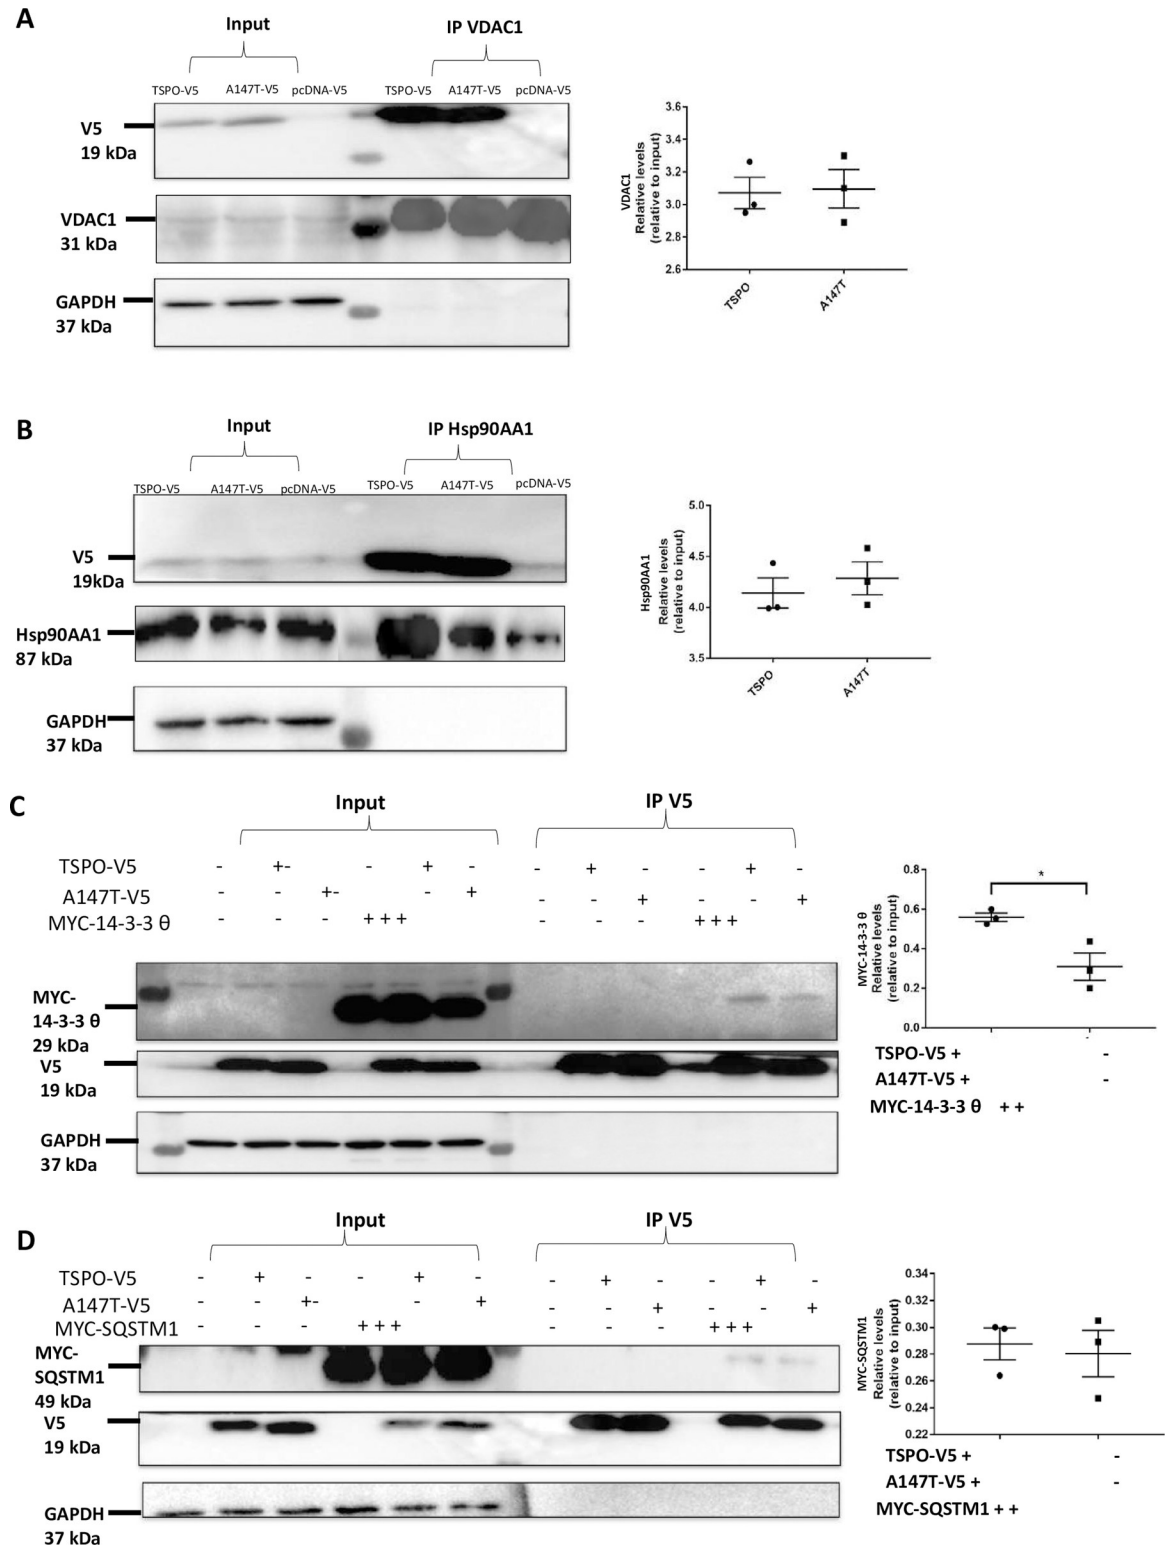 A
Input
IP VDAC1
TSPO-V5 A147T-V5 pcDNA-V5 TSPO-V5 A147T-V5 pcDNA-V5
V5
19 kDa
VDAC1
31 kDa
GAPDH
37 kDa
VDAC1
Relative levels
(relative to input)
3.6
3.4
3.2
3.0
2.8
2.6
TSPO
A147T
B
Input
IP Hsp90AA1
TSPO-V5 A147T-V5 pcDNA-V5 TSPO-V5 A147T-V5 pcDNA-V5
V5
19kDa
Hsp90AA1
87 kDa
GAPDH
37 kDa
Hsp90AA1
Relative levels
(relative to input)
5.0
4.5
4.0
3.5
TSPO
A147T
C
Input
IP V5
TSPO-V5 - +- - + - - + - - + -
A147T-V5 - - +- - - + - - + - - +
MYC-14-3-3 θ - - - +++ - - - +++
MYC-
14-3-3 θ
29 kDa
V5
19 kDa
GAPDH
37 kDa
MYC-14-3-3 θ
Relative levels
(relative to input)
0.8
0.6
0.4
0.2
0.0
*
TSPO-V5 + -
A147T-V5 + -
MYC-14-3-3 θ ++
D
Input
IP V5
TSPO-V5 - + - - + - - + - - + -
A147T-V5 - - +- - - + - - + - - +
MYC-SQSTM1 - - - +++ - - - +++
MYC-
SQSTM1
49 kDa
V5
19 kDa
GAPDH
37 kDa
MYC-SQSTM1
Relative levels
(relative to input)
0.34
0.32
0.30
0.28
0.26
0.24
0.22
TSPO-V5 + -
A147T-V5 + -
MYC-SQSTM1 ++